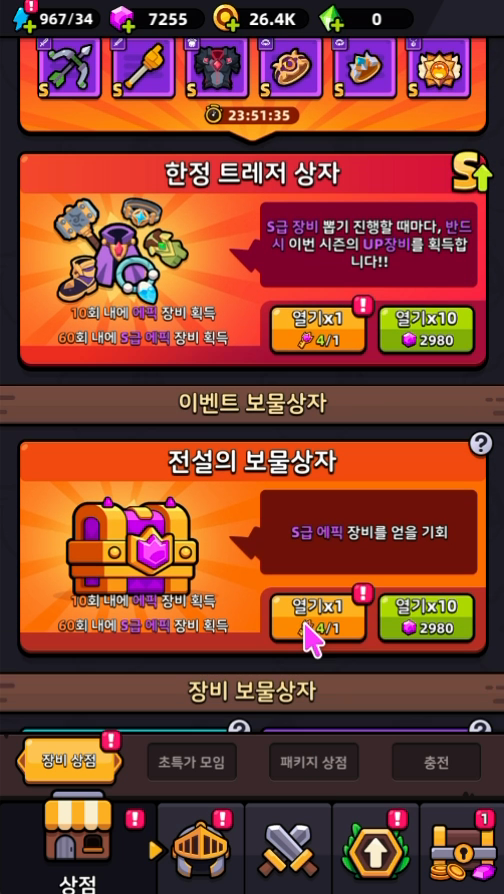 967/34 7255 26.4K 0
S S S S S S
23:51:35
한정 트레저 상자
S
S급 장비 뽑기 진행할 때마다, 반드
시 이번 시즌의 UP장비를 획득합
니다!!
10회 내에 에픽 장비 획득
60회 내에 S급 에픽 장비 획득
열기x1
4/1
열기x10
2980
이벤트 보물상자
?
전설의 보물상자
S급 에픽 장비를 얻을 기회
10회 내에 에픽 장비 획득
60회 내에 S급 에픽 장비 획득
열기x1
4/1
열기x10
2980
장비 보물상자
? ?
장비 상점
초특가 모임
패키지 상점
충전
상점
1